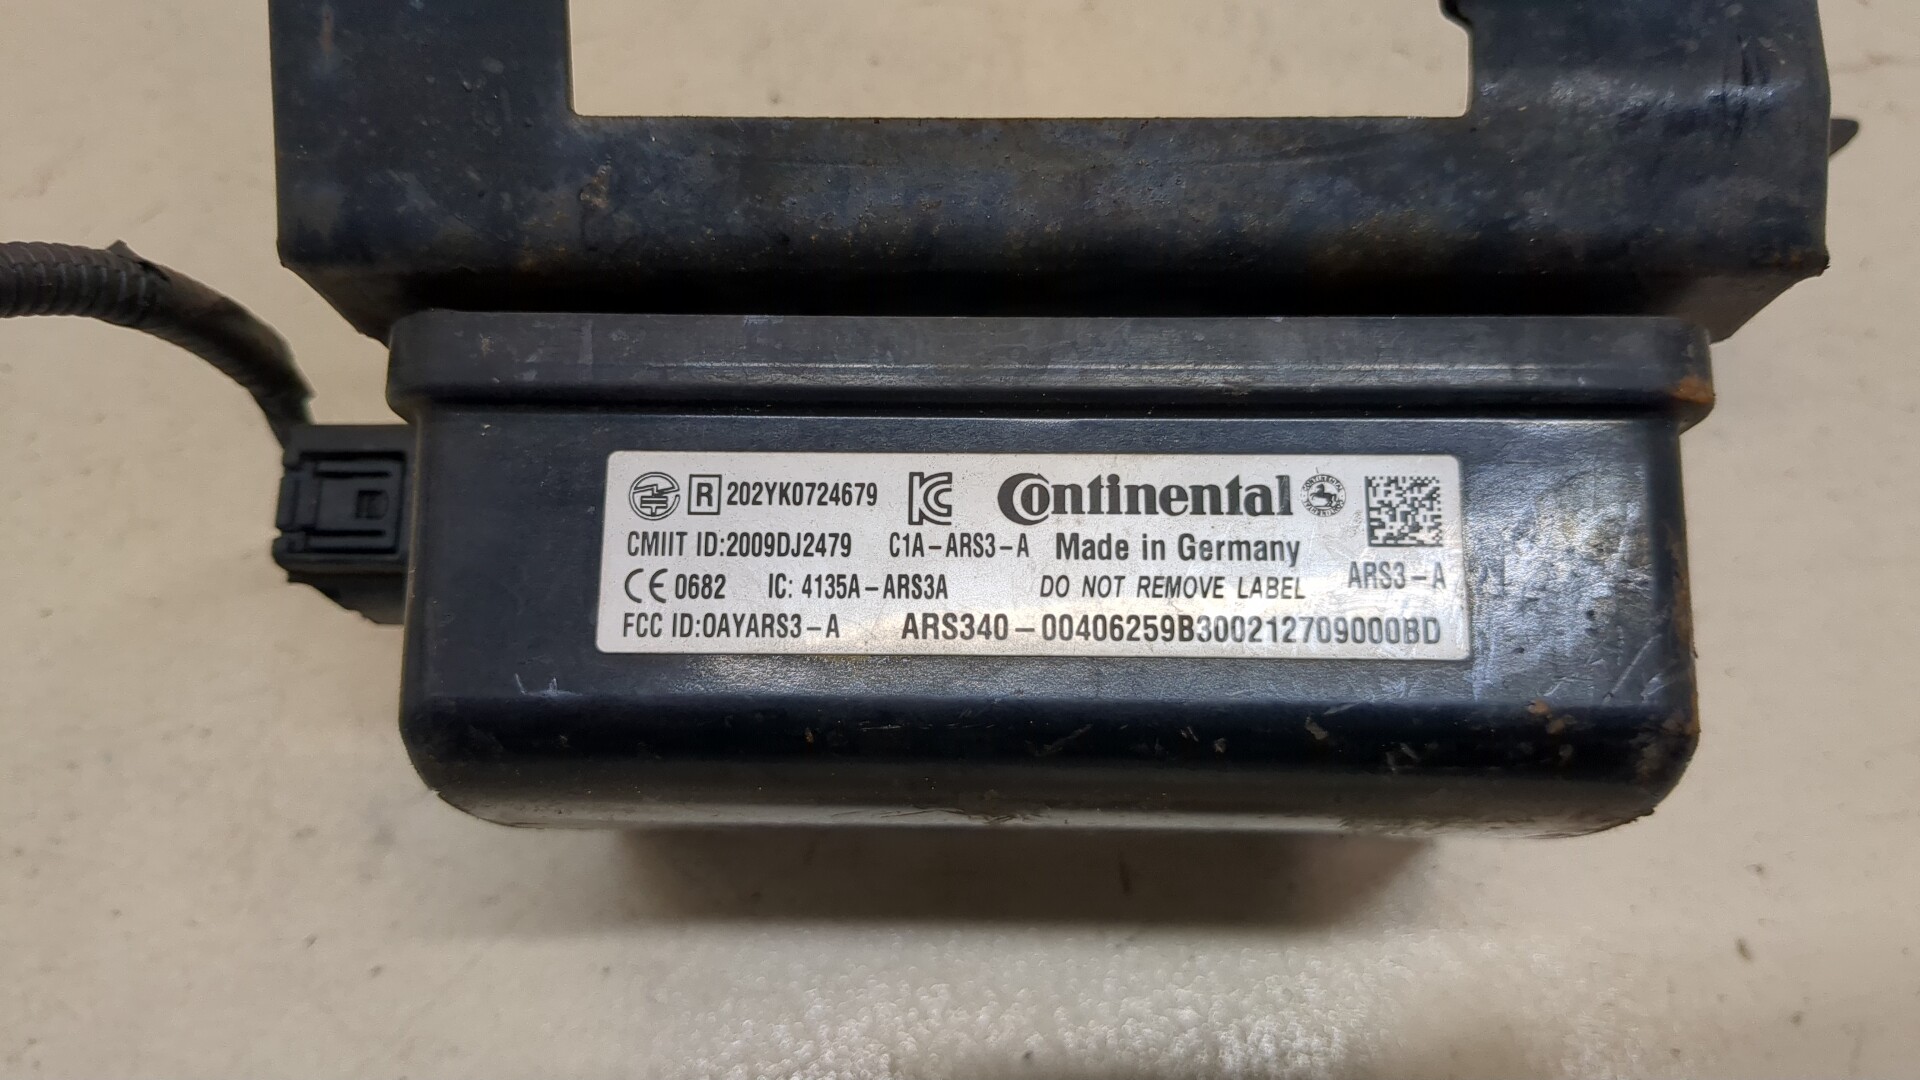 R 202YK0724679 Continental
CMIIT ID:2009DJ2479 C1A-ARS3-A Made in Germany
CE 0682 IC: 4135A-ARS3A DO NOT REMOVE LABEL ARS3-A
FCC ID:OAYARS3-A ARS340-00406259B300212709000BD